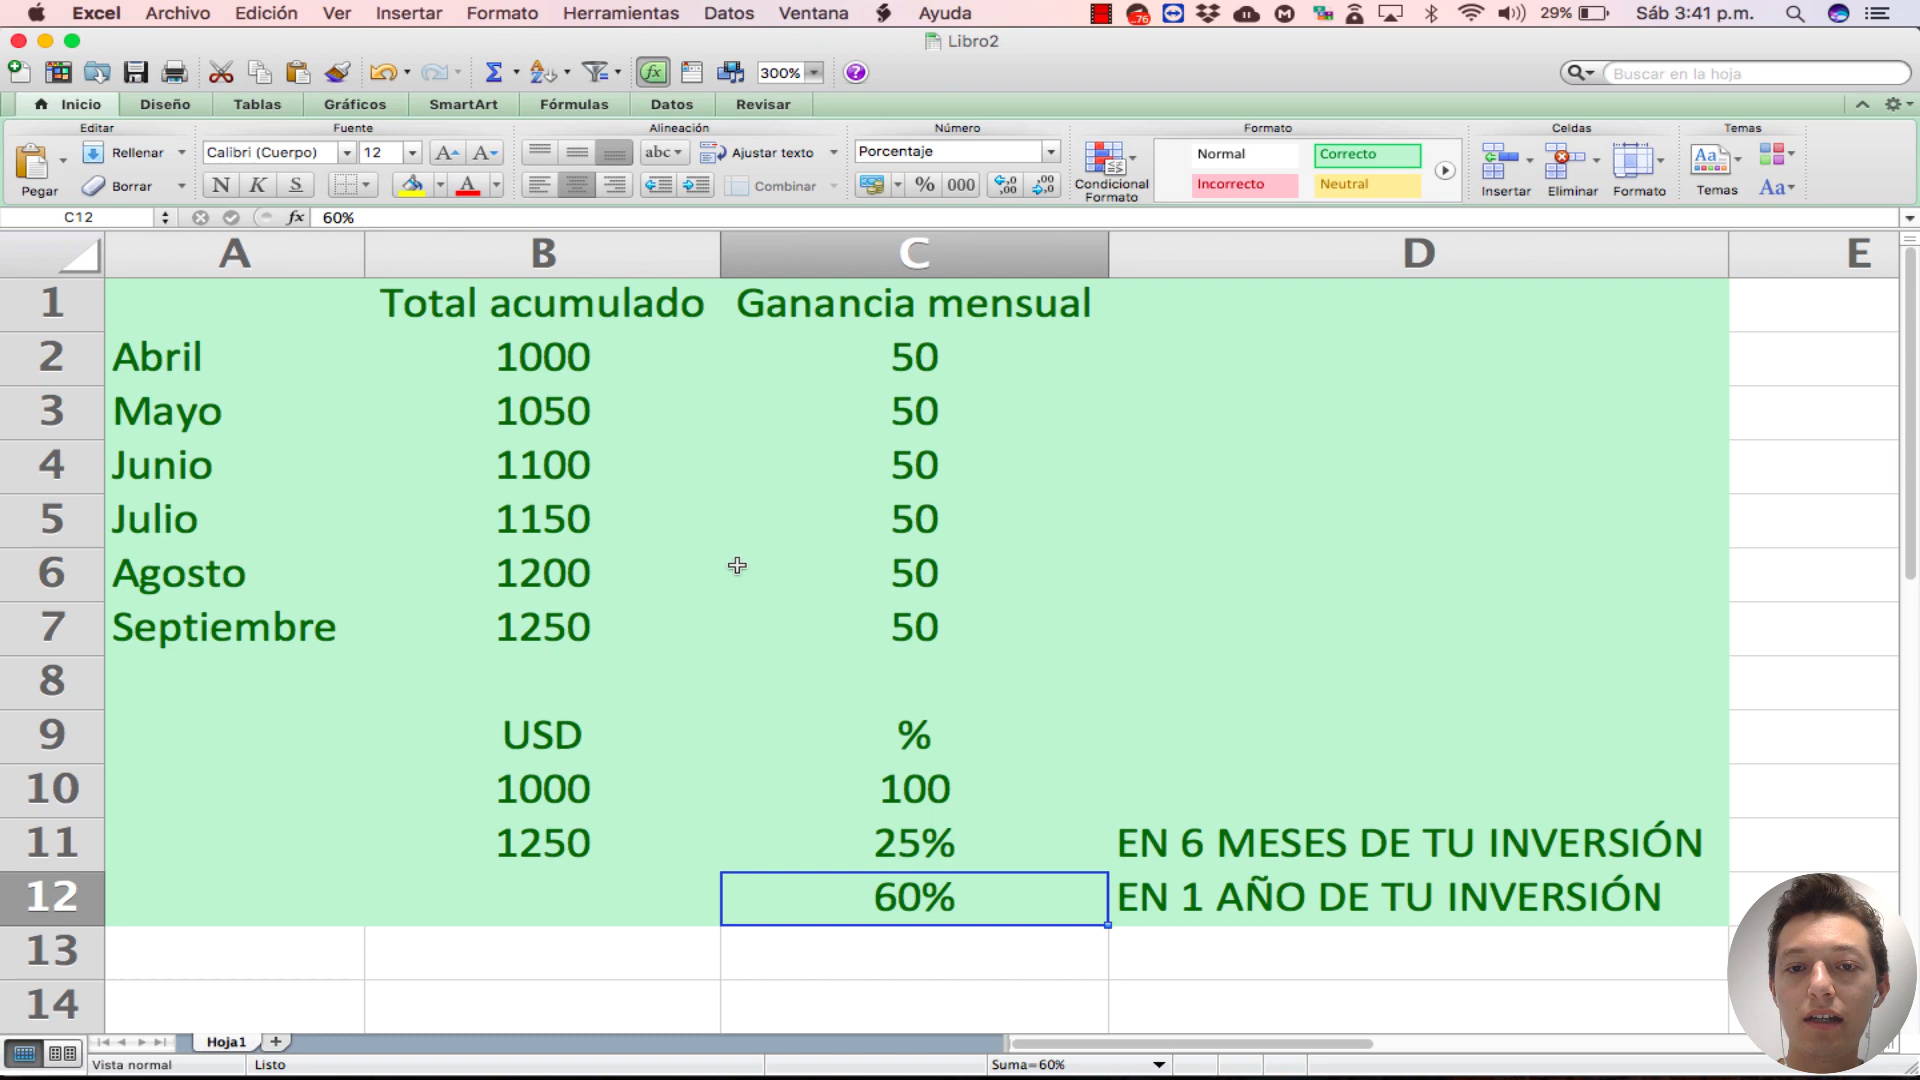 Excel Archivo Edición Ver Insertar Formato Herramientas Datos Ventana Ayuda .76 29% Sáb 3:41 p.m.
Libro2
300% Buscar en la hoja
Inicio Diseño Tablas Gráficos SmartArt Fórmulas Datos Revisar
Editar Fuente Alineación Número Formato Celdas Temas
Rellenar Calibri (Cuerpo) 12 abc Ajustar texto Porcentaje Normal Correcto
Pegar Borrar N K S A Combinar % 000 Condicional Formato Incorrecto Neutral Insertar Eliminar Formato Temas Aa
C12 fx 60%
A B C D E
1 Total acumulado Ganancia mensual
2 Abril 1000 50
3 Mayo 1050 50
4 Junio 1100 50
5 Julio 1150 50
6 Agosto 1200 50
7 Septiembre 1250 50
8
9 USD %
10 1000 100
11 1250 25% EN 6 MESES DE TU INVERSIÓN
12 60% EN 1 AÑO DE TU INVERSIÓN
13
14
Hoja1
Vista normal Listo Suma=60%